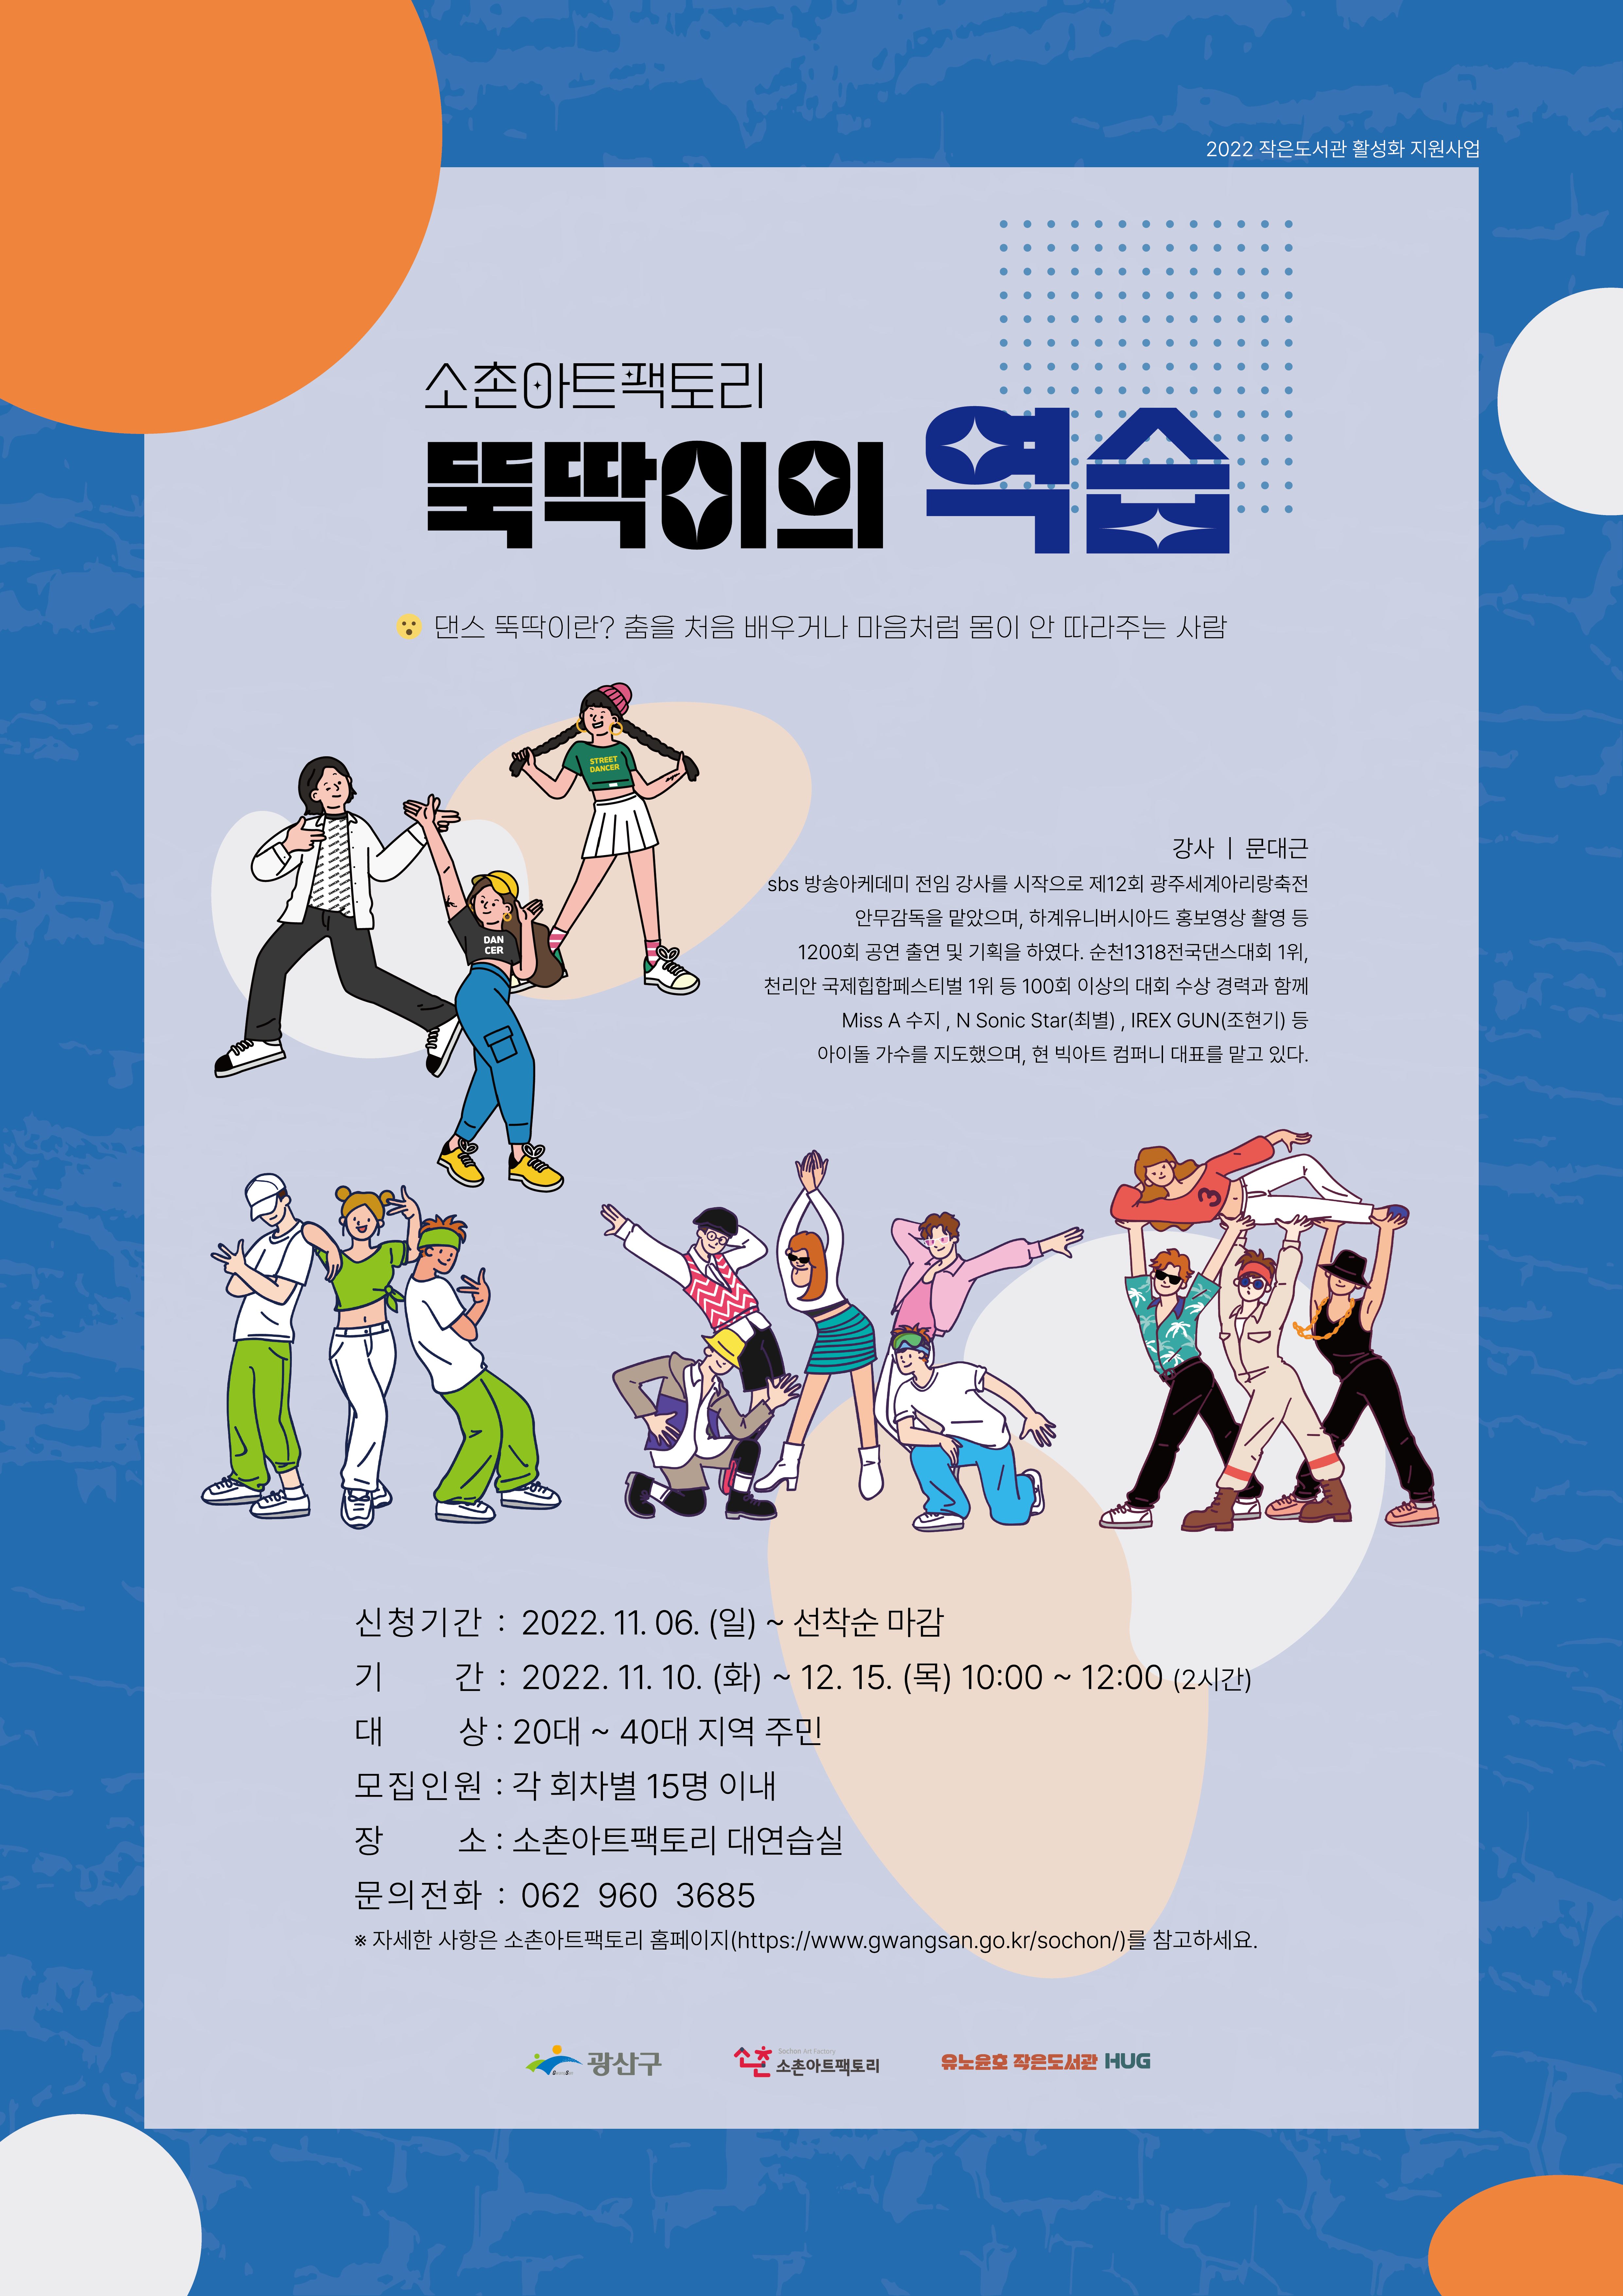 2022 작은도서관 활성화 지원사업
소촌아트팩토리
뚝딱이의 역습
댄스 뚝딱이란? 춤을 처음 배우거나 마음처럼 몸이 안 따라주는 사람
STREET
DANCER
DAN
CER
강사 | 문대근
sbs 방송아케데미 전임 강사를 시작으로 제12회 광주세계아리랑축전
안무감독을 맡았으며, 하계유니버시아드 홍보영상 촬영 등
1200회 공연 출연 및 기획을 하였다. 순천1318전국댄스대회 1위,
천리안 국제힙합페스티벌 1위 등 100회 이상의 대회 수상 경력과 함께
Miss A 수지 , N Sonic Star(최별) , IREX GUN(조현기) 등
아이돌 가수를 지도했으며, 현 빅아트 컴퍼니 대표를 맡고 있다.
3
신청기간 : 2022. 11. 06. (일) ~ 선착순 마감
기 간 : 2022. 11. 10. (화) ~ 12. 15. (목) 10:00 ~ 12:00 (2시간)
대 상 : 20대 ~ 40대 지역 주민
모집인원 : 각 회차별 15명 이내
장 소 : 소촌아트팩토리 대연습실
문의전화 : 062 960 3685
※ 자세한 사항은 소촌아트팩토리 홈페이지(https://www.gwangsan.go.kr/sochon/)를 참고하세요.
광산구
소촌
Sochon Art Factory
소촌아트팩토리
유노윤호 작은도서관 HUG